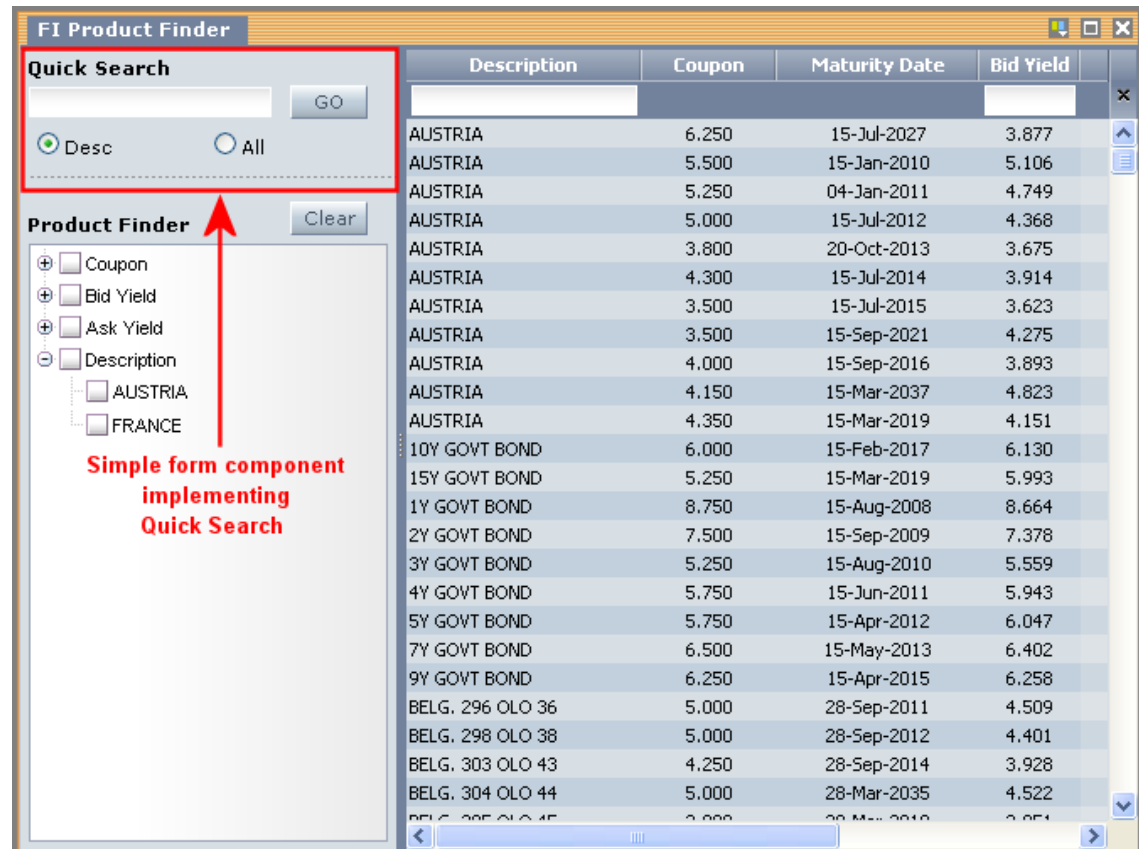 FI Product Finder
Quick Search
GO
Desc All
Product Finder Clear
Coupon
Bid Yield
Ask Yield
Description
AUSTRIA
FRANCE
Simple form component
implementing
Quick Search
Description Coupon Maturity Date Bid Yield
AUSTRIA 6.250 15-Jul-2027 3.877
AUSTRIA 5.500 15-Jan-2010 5.106
AUSTRIA 5.250 04-Jan-2011 4.749
AUSTRIA 5.000 15-Jul-2012 4.368
AUSTRIA 3.800 20-Oct-2013 3.675
AUSTRIA 4.300 15-Jul-2014 3.914
AUSTRIA 3.500 15-Jul-2015 3.623
AUSTRIA 3.500 15-Sep-2021 4.275
AUSTRIA 4.000 15-Sep-2016 3.893
AUSTRIA 4.150 15-Mar-2037 4.823
AUSTRIA 4.350 15-Mar-2019 4.151
10Y GOVT BOND 6.000 15-Feb-2017 6.130
15Y GOVT BOND 5.250 15-Mar-2019 5.993
1Y GOVT BOND 8.750 15-Aug-2008 8.664
2Y GOVT BOND 7.500 15-Sep-2009 7.378
3Y GOVT BOND 5.250 15-Aug-2010 5.559
4Y GOVT BOND 5.750 15-Jun-2011 5.943
5Y GOVT BOND 5.750 15-Apr-2012 6.047
7Y GOVT BOND 6.500 15-May-2013 6.402
9Y GOVT BOND 6.250 15-Apr-2015 6.258
BELG. 296 OLO 36 5.000 28-Sep-2011 4.509
BELG. 298 OLO 38 5.000 28-Sep-2012 4.401
BELG. 303 OLO 43 4.250 28-Sep-2014 3.928
BELG. 304 OLO 44 5.000 28-Mar-2035 4.522